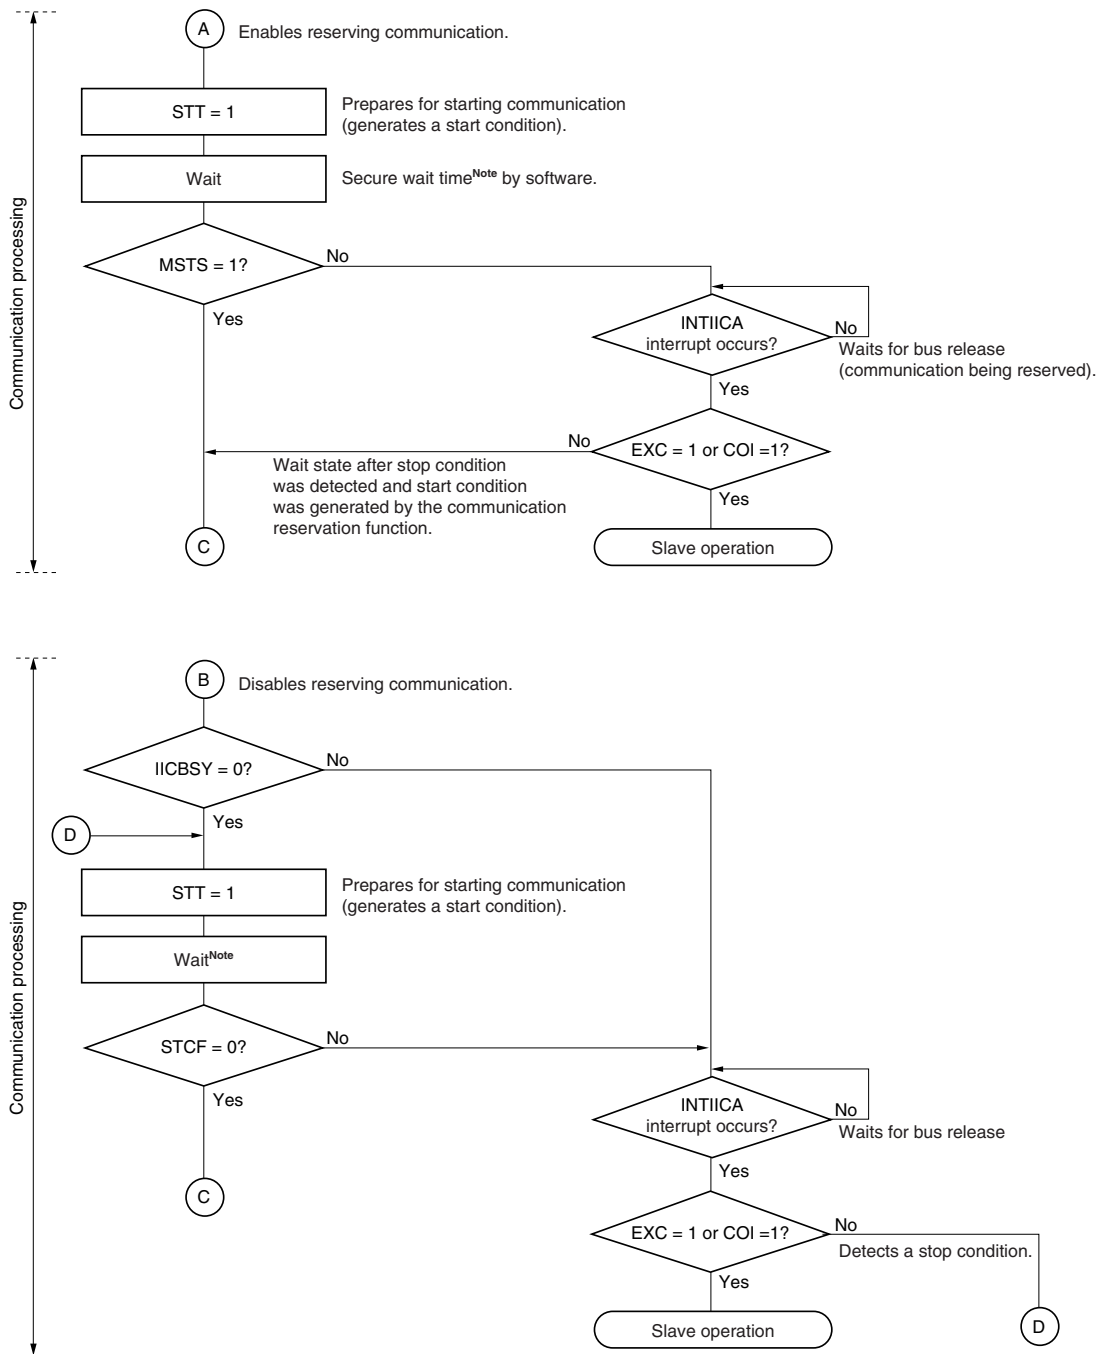 A Enables reserving communication.
STT = 1
Prepares for starting communication
(generates a start condition).
Wait
Secure wait timeNote by software.
MSTS = 1?
No
Yes
INTIICA
interrupt occurs?
No
Waits for bus release
(communication being reserved).
Yes
EXC = 1 or COI =1?
No
Wait state after stop condition
was detected and start condition
was generated by the communication
reservation function.
Yes
C
Slave operation
Communication processing
B Disables reserving communication.
IICBSY = 0?
No
Yes
D
STT = 1
Prepares for starting communication
(generates a start condition).
WaitNote
STCF = 0?
No
Yes
INTIICA
interrupt occurs?
No
Waits for bus release
Yes
C
EXC = 1 or COI =1?
No
Detects a stop condition.
Yes
Slave operation
D
Communication processing